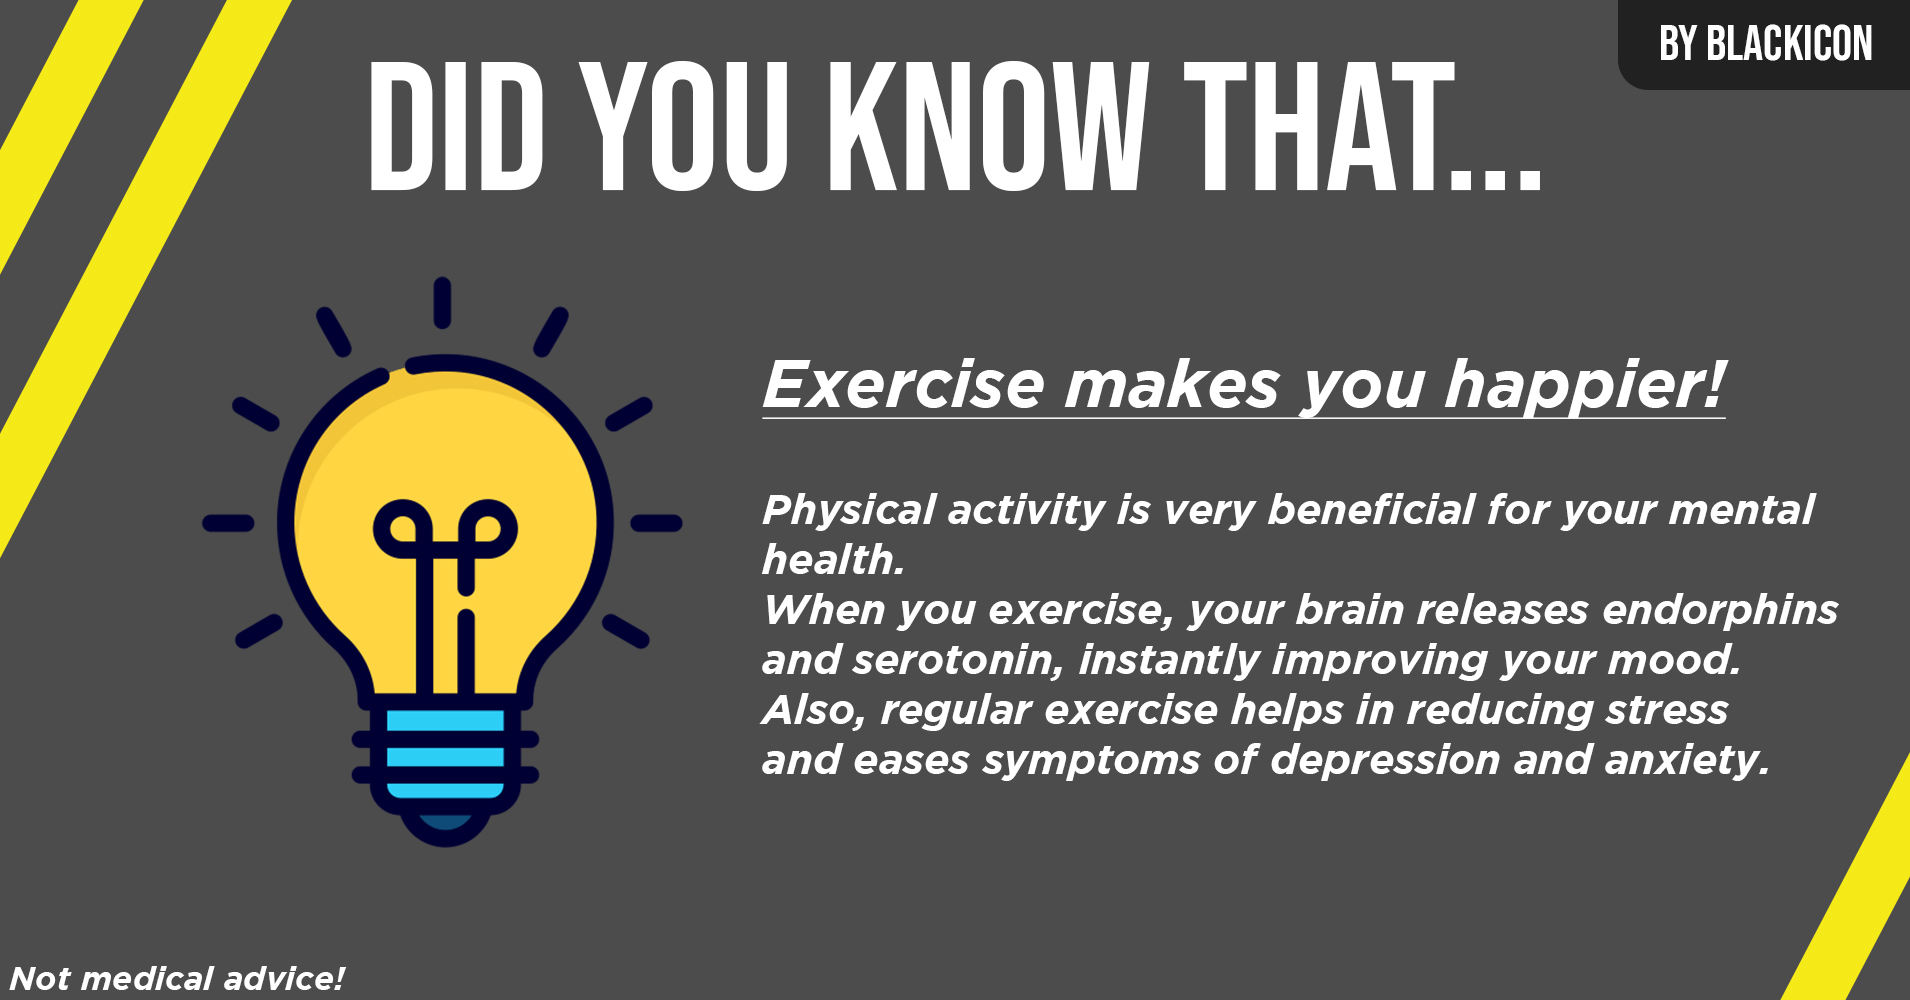 BY BLACKICON
DID YOU KNOW THAT...
Exercise makes you happier!
Physical activity is very beneficial for your mental
health.
When you exercise, your brain releases endorphins
and serotonin, instantly improving your mood.
Also, regular exercise helps in reducing stress
and eases symptoms of depression and anxiety.
Not medical advice!